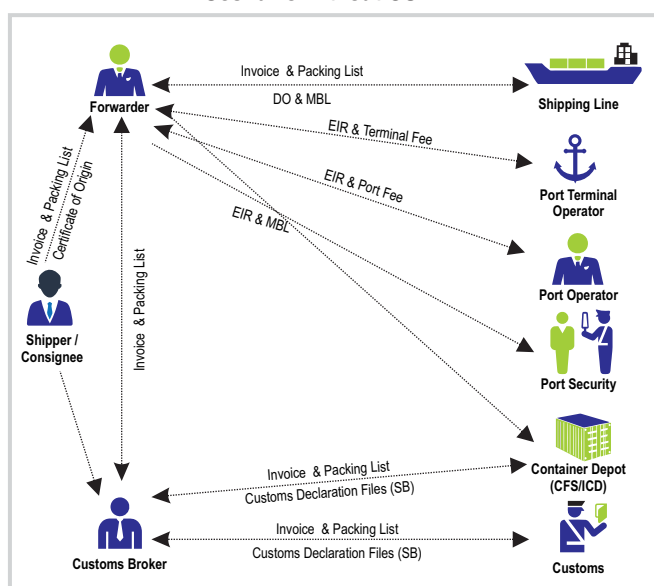 Invoice & Packing List
DO & MBL
Forwarder
Shipping Line
EIR & Terminal Fee
Port Terminal
Operator
EIR & Port Fee
EIR & MBL
Port Operator
Invoice & Packing List
Certificate of Origin
Invoice & Packing List
Shipper /
Consignee
Port Security
Invoice & Packing List
Customs Declaration Files (SB)
Container Depot
(CFS/ICD)
Invoice & Packing List
Customs Declaration Files (SB)
Customs Broker
Customs